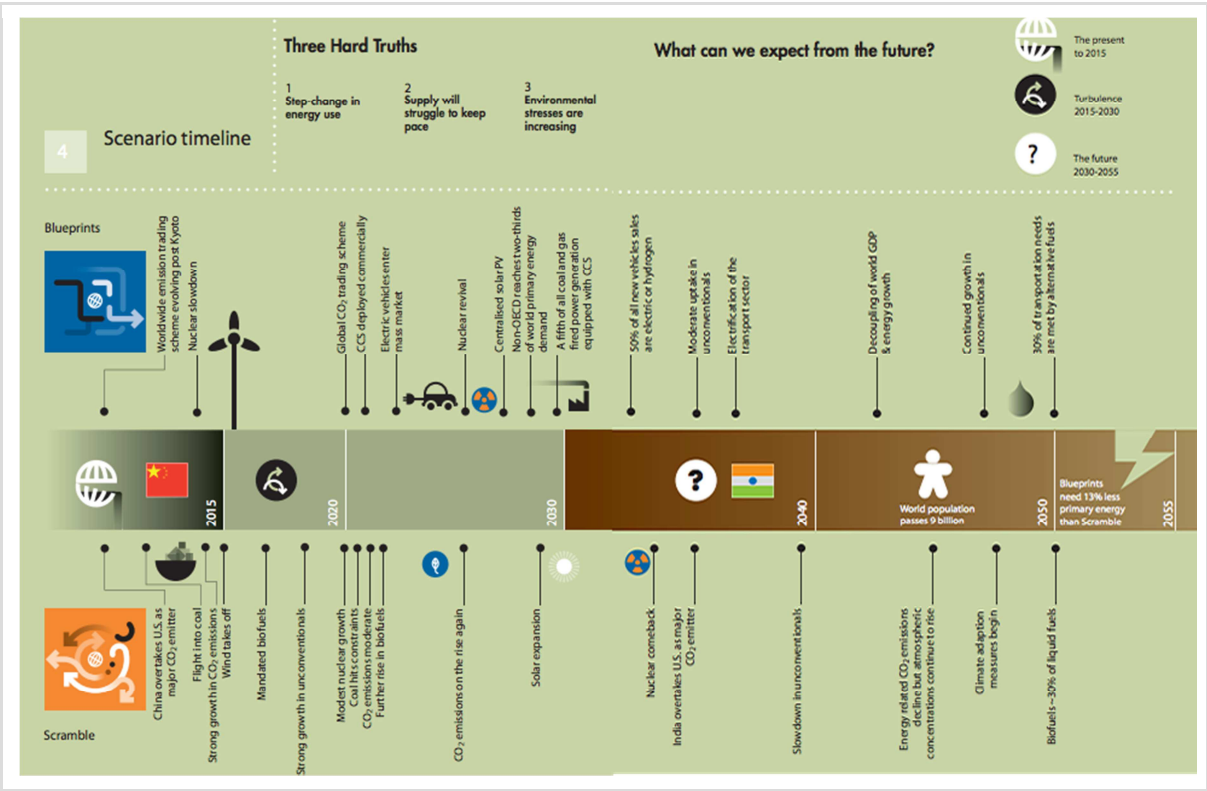 Three Hard Truths
1
Step-change in
energy use
2
Supply will
struggle to keep
pace
3
Environmental
stresses are
increasing
What can we expect from the future?
The present
to 2015
Turbulence
2015-2030
?
The future
2030-2055
4
Scenario timeline
Blueprints
Worldwide emission trading
scheme evolving post Kyoto
Nuclear slowdown
Global CO₂ trading scheme
CCS deployed commercially
Electric vehicles enter
mass market
Nuclear revival
Centralised solar PV
Non-OECD reaches two-thirds
of world primary energy
demand
A fifth of all coal and gas
fired power generation
equipped with CCS
50% of all new vehicles sales
are electric or hydrogen
Moderate uptake in
unconventionals
Electrification of the
transport sector
Decoupling of world GDP
& energy growth
Continued growth in
unconventionals
30% of transportation needs
are met by alternative fuels
2015
2020
2030
?
2040
World population
passes 9 billion
2050
Blueprints
need 13% less
primary energy
than Scramble
2055
Scramble
China overtakes U.S. as
major CO₂ emitter
Flight into coal
Strong growth in CO₂ emissions
Wind takes off
Mandated biofuels
Strong growth in unconventionals
Modest nuclear growth
Coal hits constraints
CO₂ emissions moderate
Further rise in biofuels
CO₂ emissions on the rise again
Solar expansion
Nuclear comeback
India overtakes U.S. as major
CO₂ emitter
Slowdown in unconventionals
Energy related CO₂ emissions
decline but atmospheric
concentrations continue to rise
Climate adaption
measures begin
Biofuels ~30% of liquid fuels